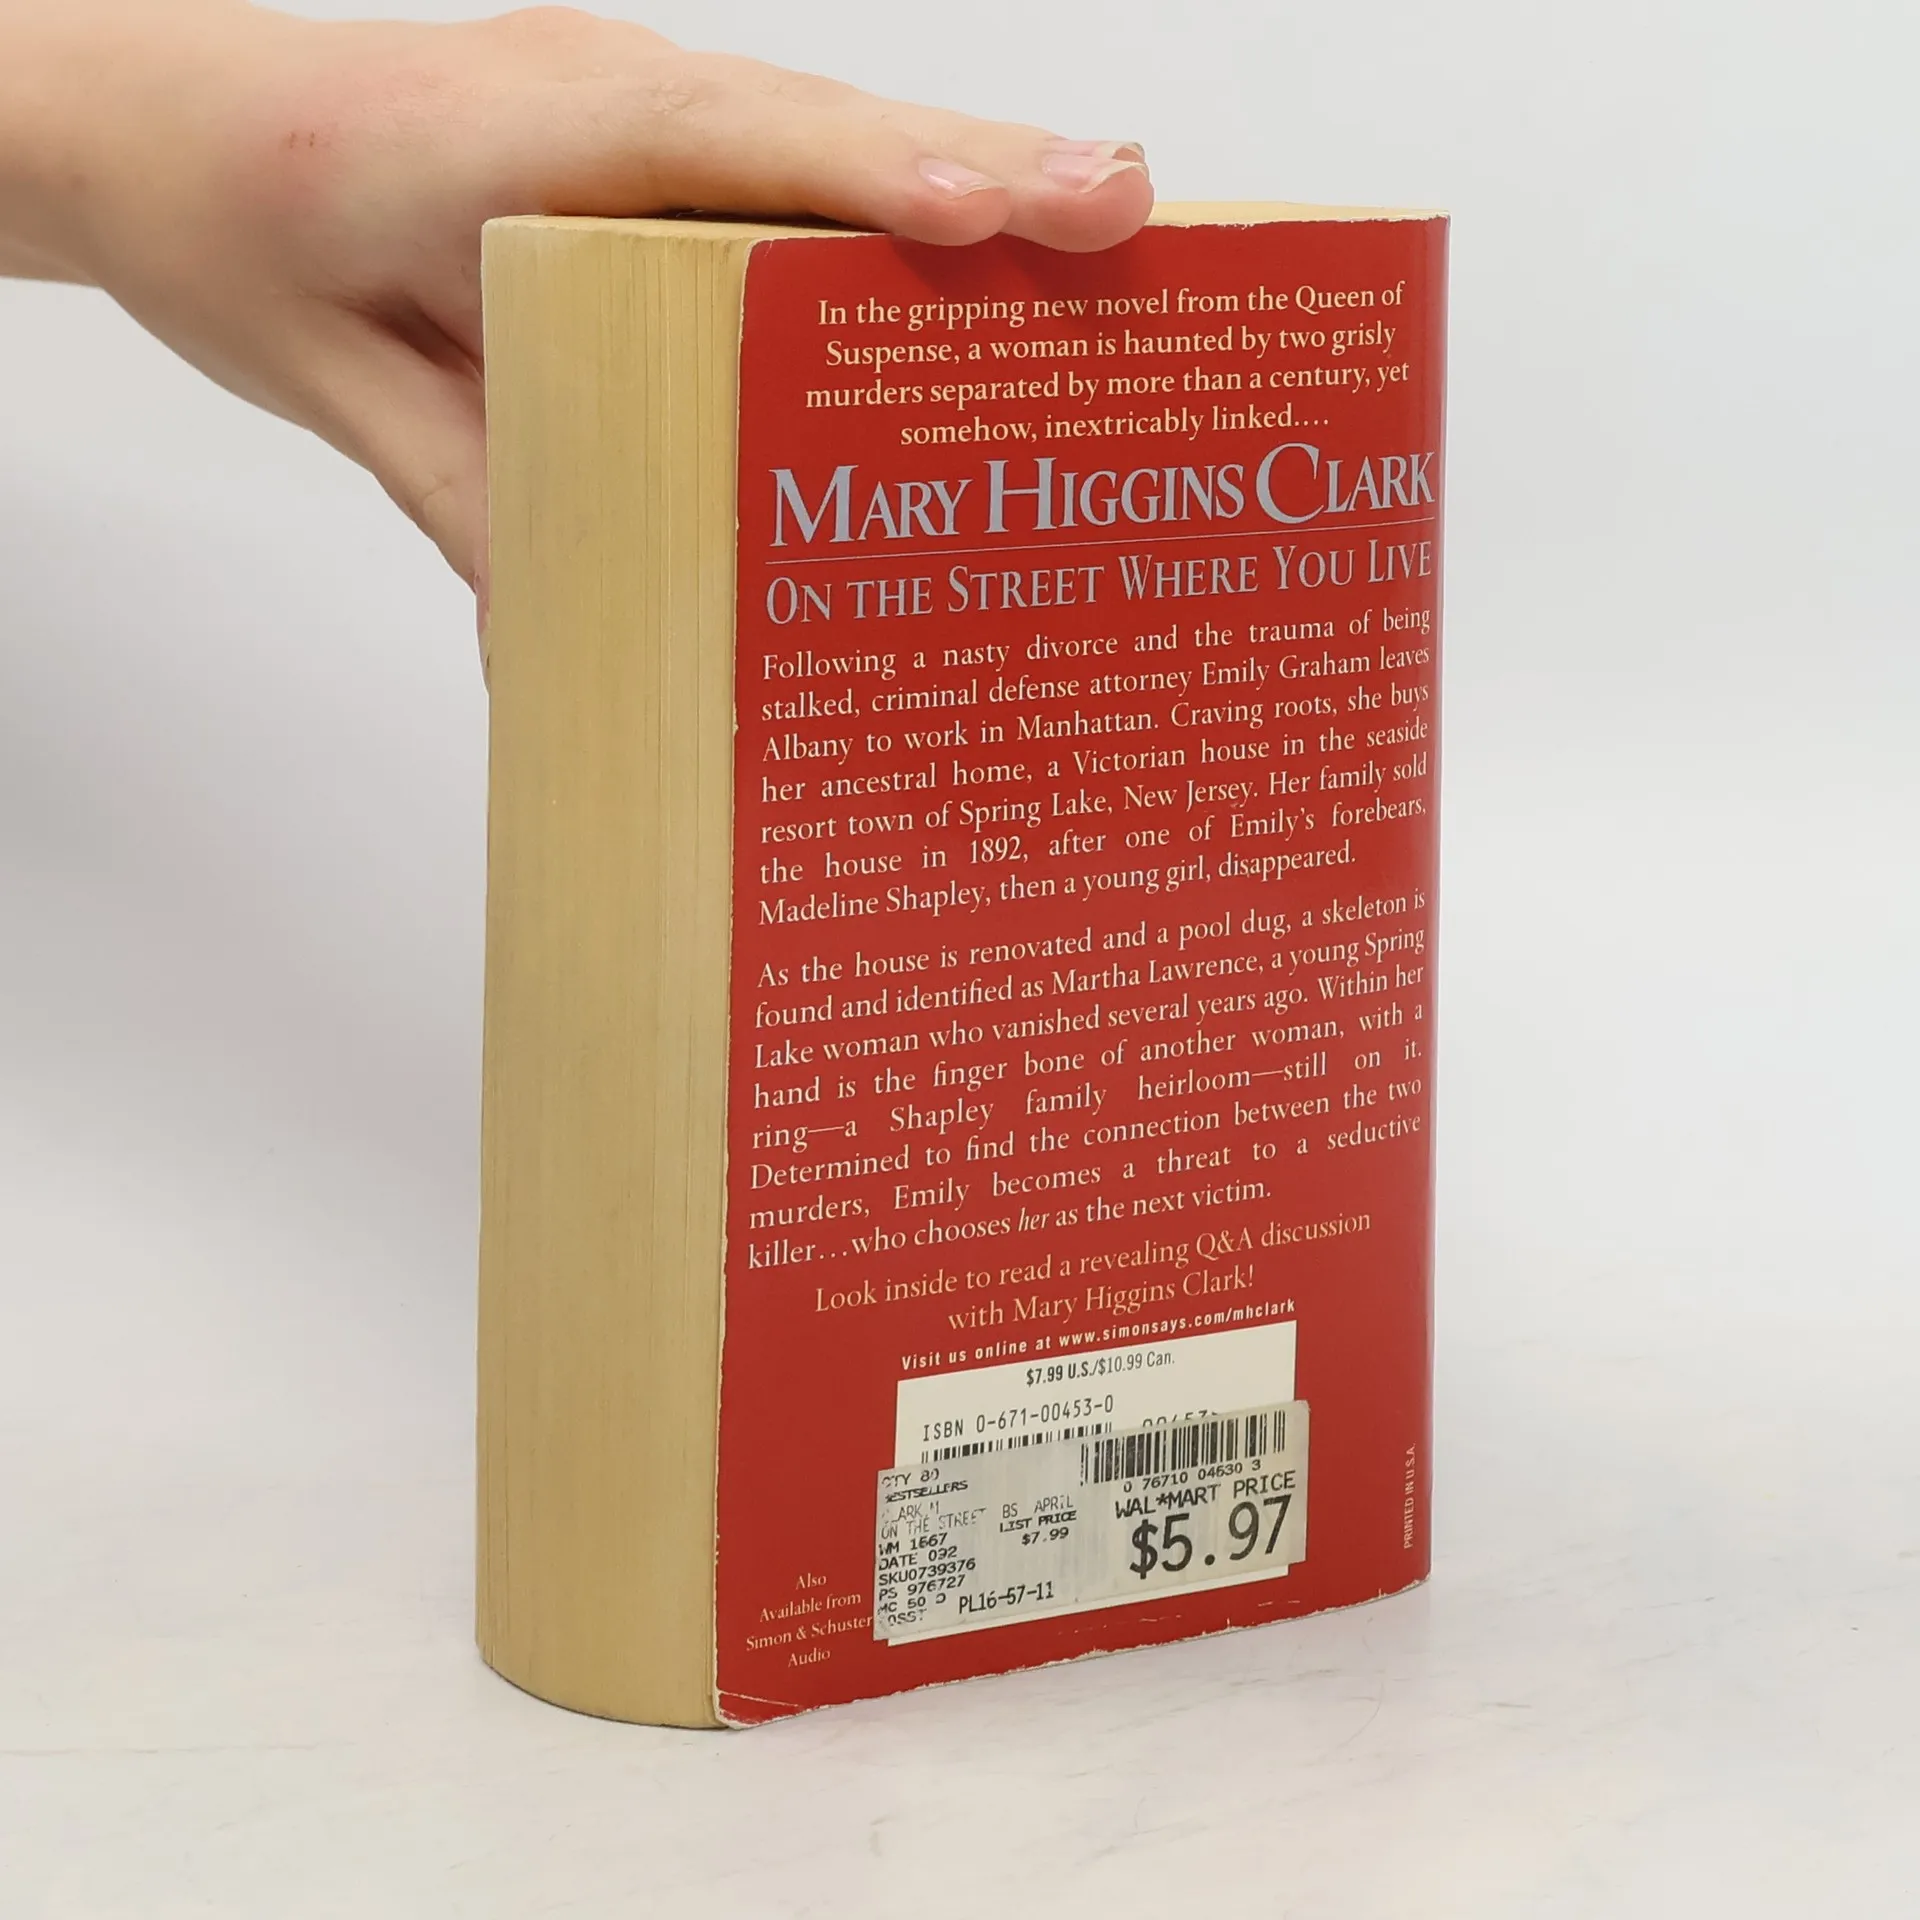 In the gripping new novel from the Queen of
Suspense, a woman is haunted by two grisly
murders separated by more than a century, yet
somehow, inextricably linked....
MARY HIGGINS CLARK
ON THE STREET WHERE YOU LIVE
Following a nasty divorce and the trauma of being
stalked, criminal defense attorney Emily Graham leaves
Albany to work in Manhattan. Craving roots, she buys
her ancestral home, a Victorian house in the seaside
resort town of Spring Lake, New Jersey. Her family sold
the house in 1892, after one of Emily's forebears,
Madeline Shapley, then a young girl, disappeared.
As the house is renovated and a pool dug, a skeleton is
found and identified as Martha Lawrence, a young Spring
Lake woman who vanished several years ago. Within her
hand is the finger bone of another woman, with a
ring—a Shapley family heirloom—still on it.
Determined to find the connection between the two
murders, Emily becomes a threat to a seductive
killer...who chooses her as the next victim.
Look inside to read a revealing Q&A discussion
with Mary Higgins Clark!
Visit us online at www.simonsays.com/mhclark
$7.99 U.S./$10.99 Can.
ISBN 0-671-00453-0
0 76710 04630 3
WAL*MART PRICE
$5.97
BS APRIL
LIST PRICE
$7.99
ON THE STREET
WM 1667
DATE 092
SKU0739376
PS 976727
PL16-57-11
Also
Available from
Simon & Schuster
Audio
PRINTED IN U.S.A.